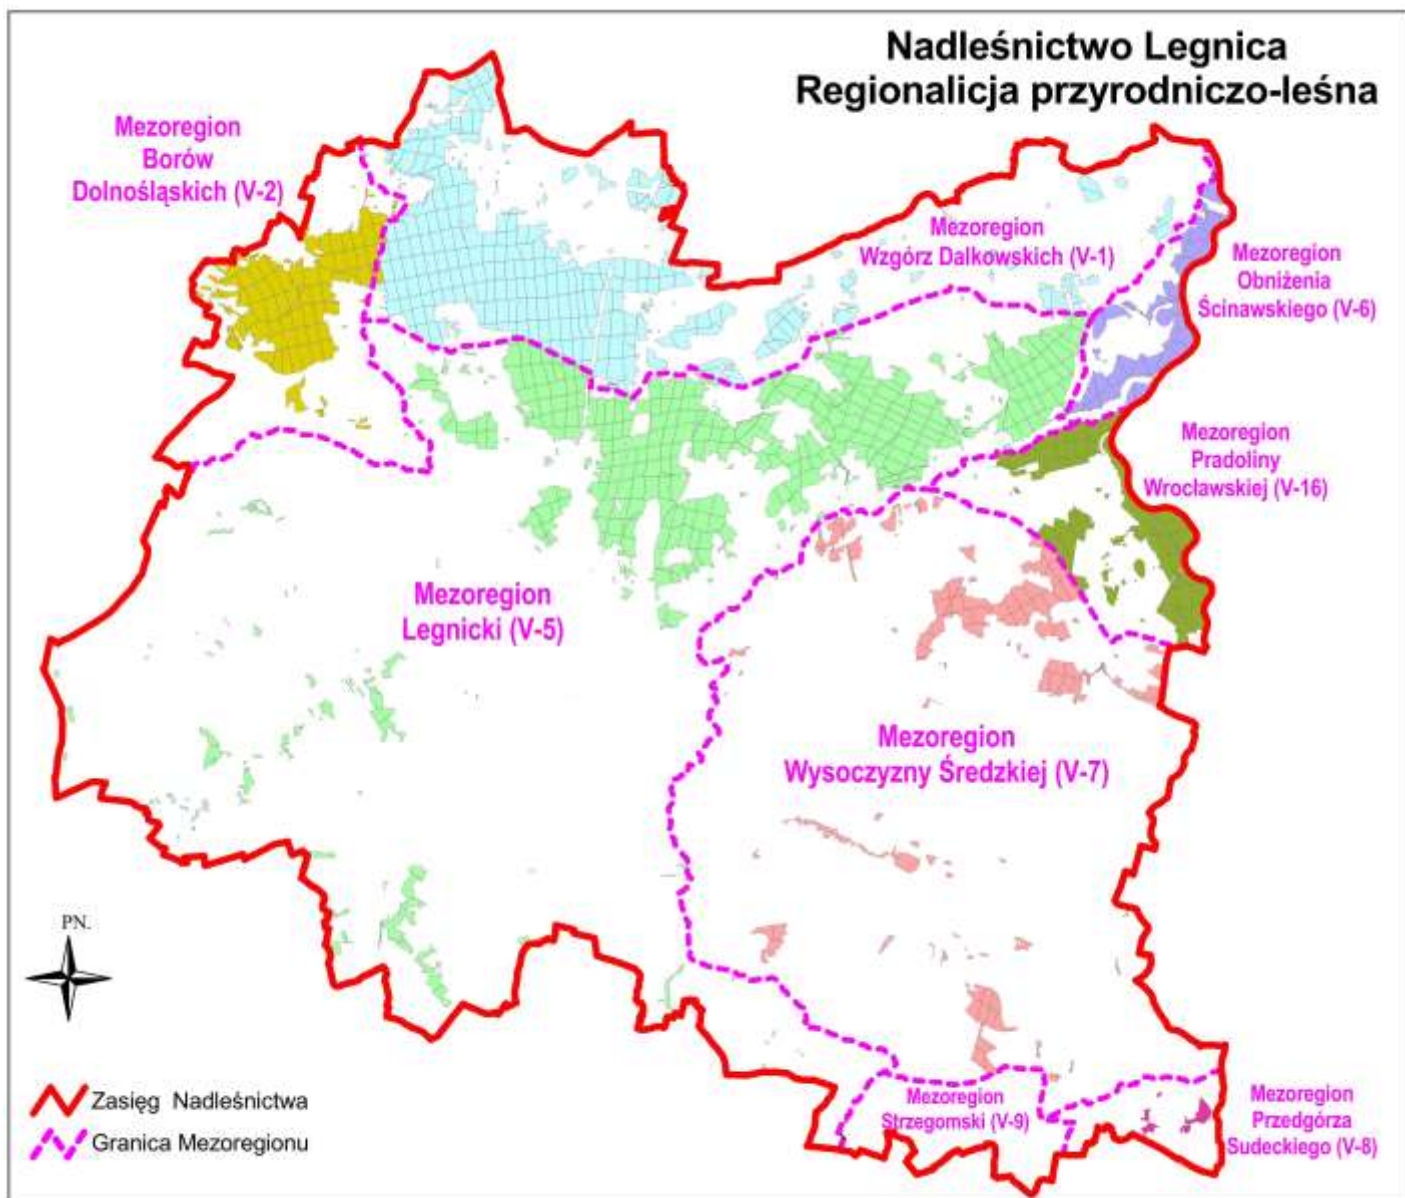 Nadleśnictwo Legnica
Regionalicja przyrodniczo-leśna
Mezoregion
Borów
Dolnośląskich (V-2)
Mezoregion
Wzgórz Dalkowskich (V-1)
Mezoregion
Obniżenia
Ścinawskiego (V-6)
Mezoregion
Pradoliny
Wrocławskiej (V-16)
Mezoregion
Legnicki (V-5)
Mezoregion
Wysoczyzny Średzkiej (V-7)
PN.
Zasięg Nadleśnictwa
Granica Mezoregionu
Mezoregion
Strzegomski (V-9)
Mezoregion
Przedgórza
Sudeckiego (V-8)